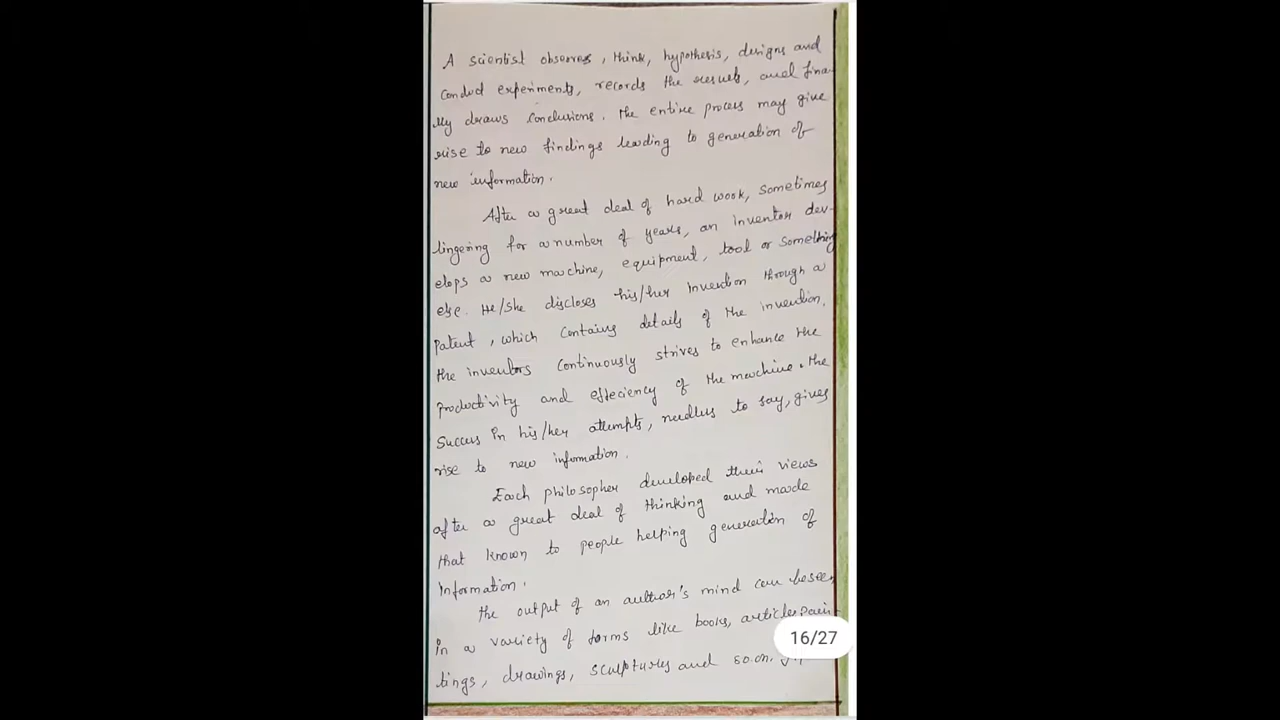 A scientist observes, think, hypothesis, designs and
conduct experiments, records the results, and fina-
lly draws conclusions. The entire process may give
rise to new findings leading to generation of
new information.
After a great deal of hard work, sometimes
lingering for a number of years, an inventor dev-
elops a new machine, equipment, tool or something
else. He/she discloses his/her invention through a
patent, which contains details of the invention.
the inventors continuously strives to enhance the
productivity and effeciency of the machine. the
success in his/her attempts, needless to say, gives
rise to new information.
Each philosopher developed their views
after a great deal of thinking and made
that known to people helping generation of
information.
the output of an author's mind can be seen
in a variety of forms like books, articles, pain-
tings, drawings, sculptures and so on.
16/27